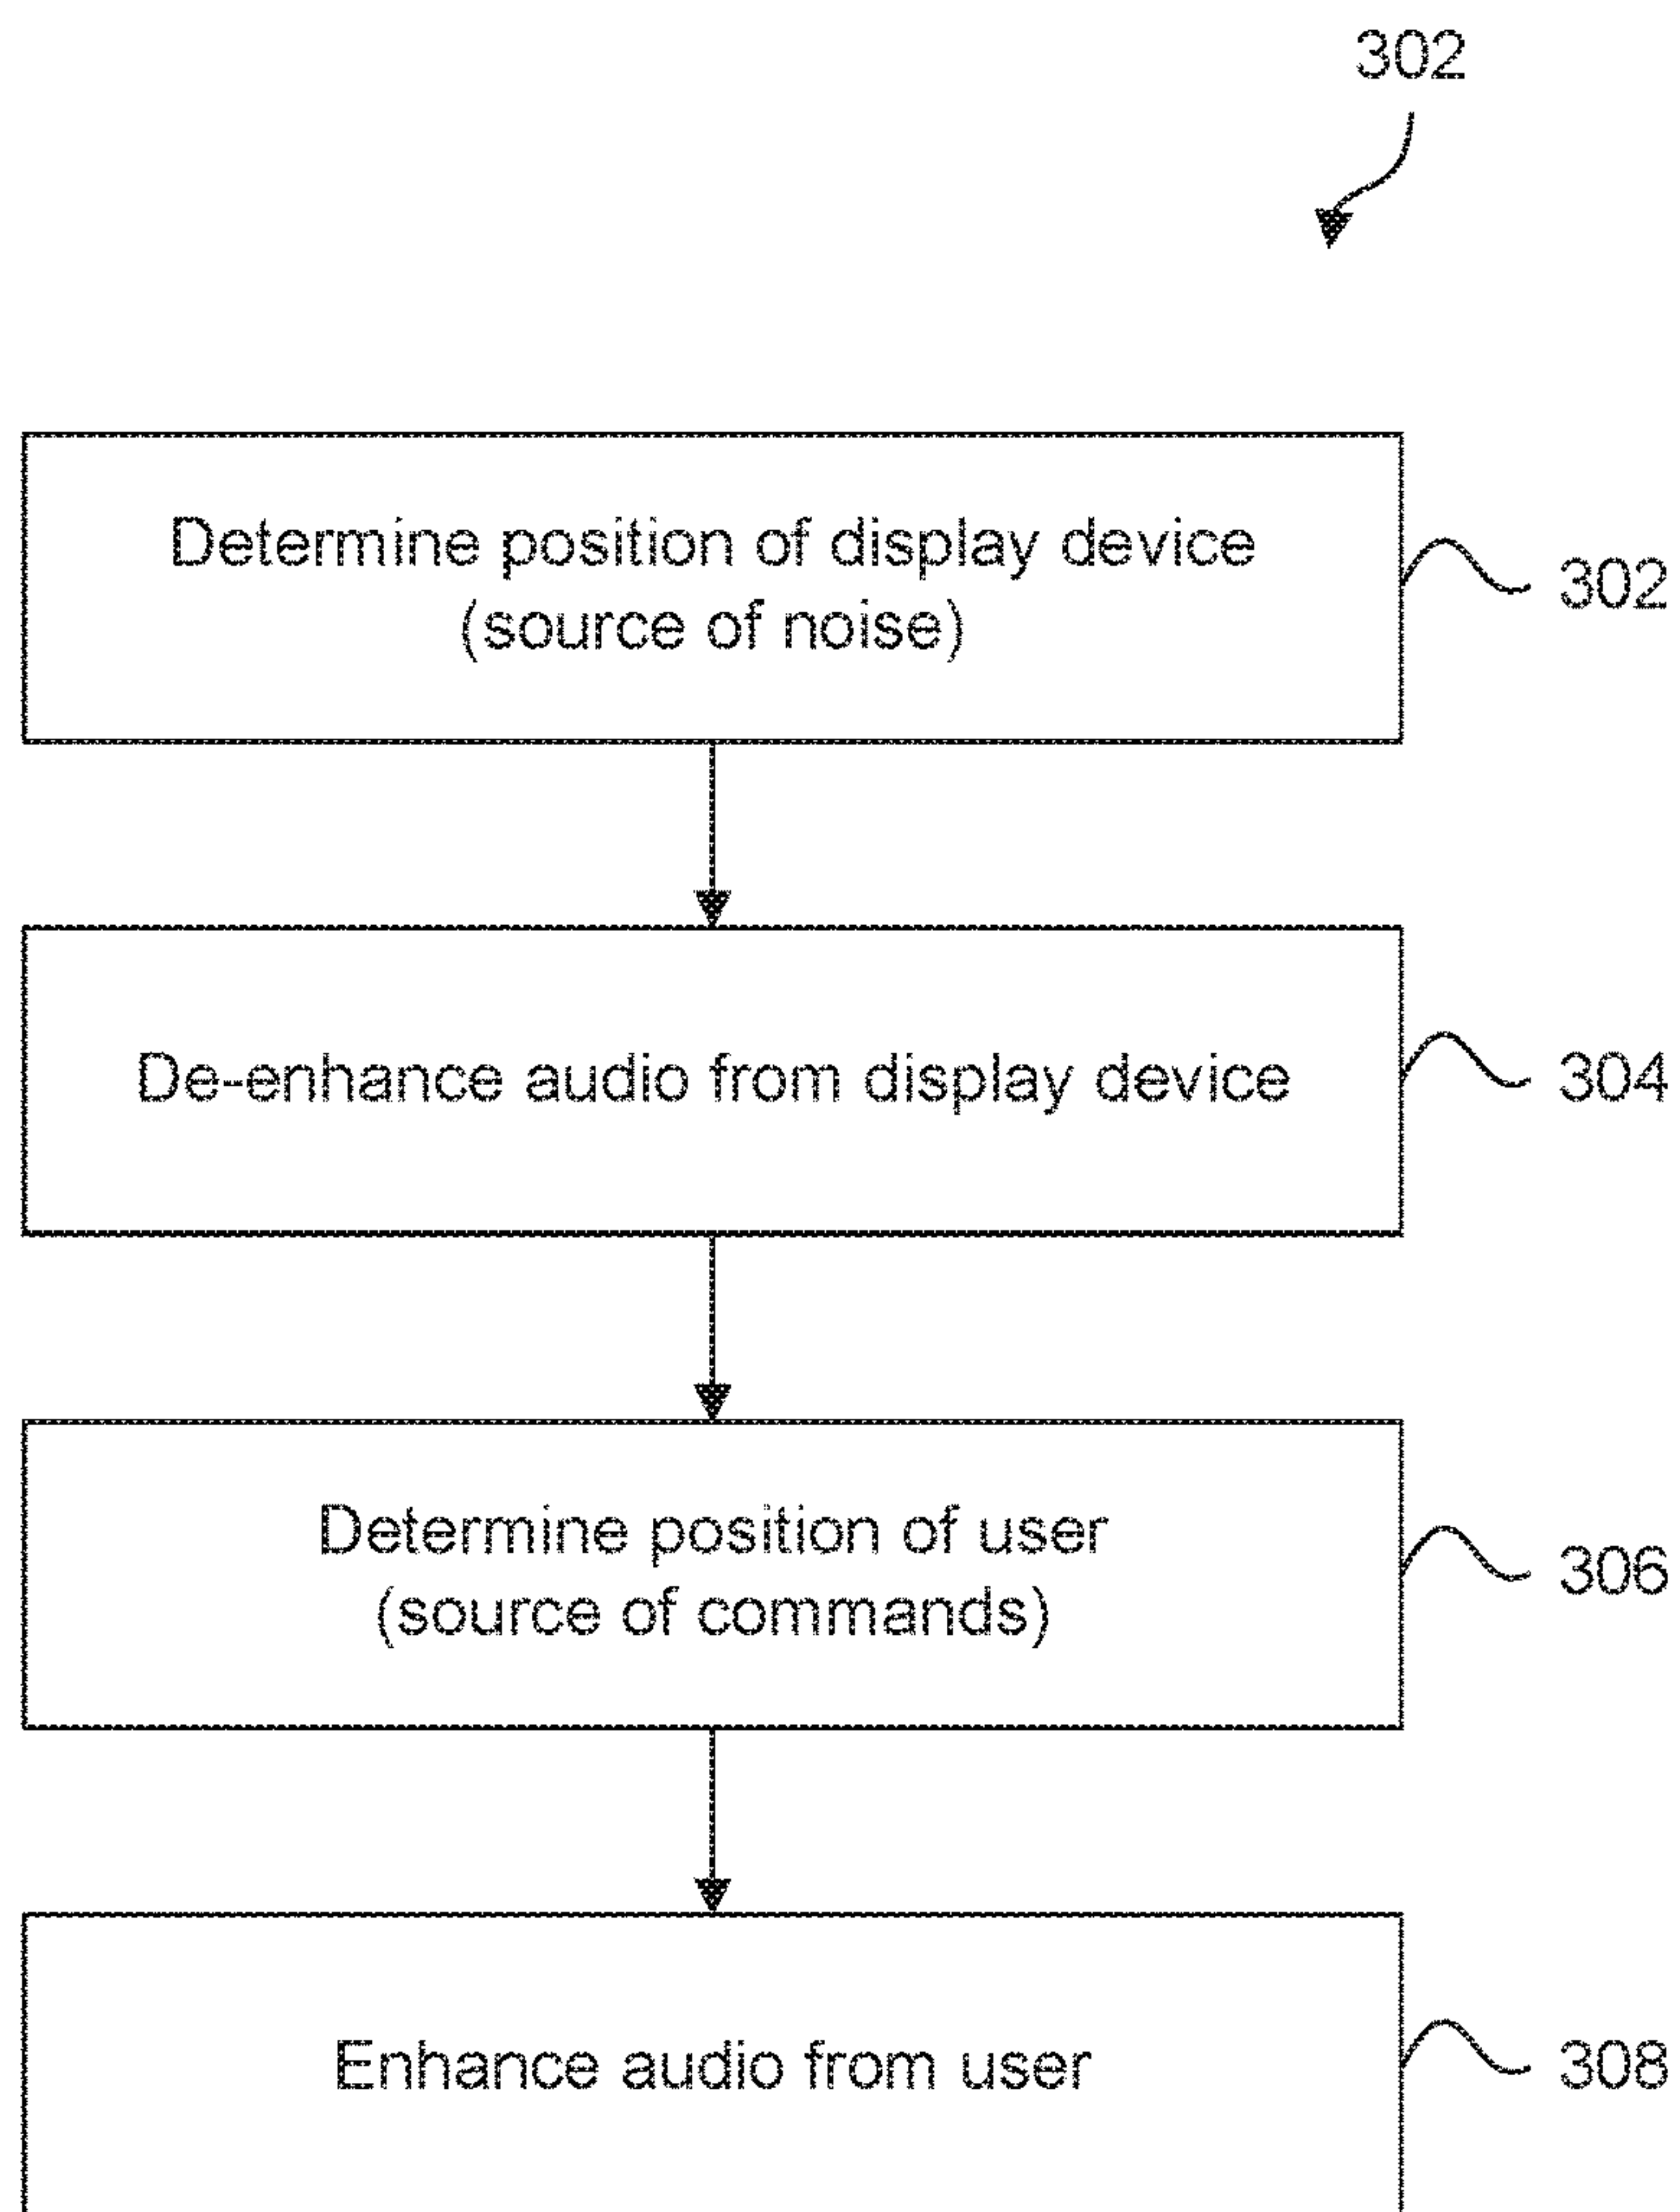 302
Determine position of display device
(source of noise)
302
De-enhance audio from display device
304
Determine position of user
(source of commands)
306
Enhance audio from user
308